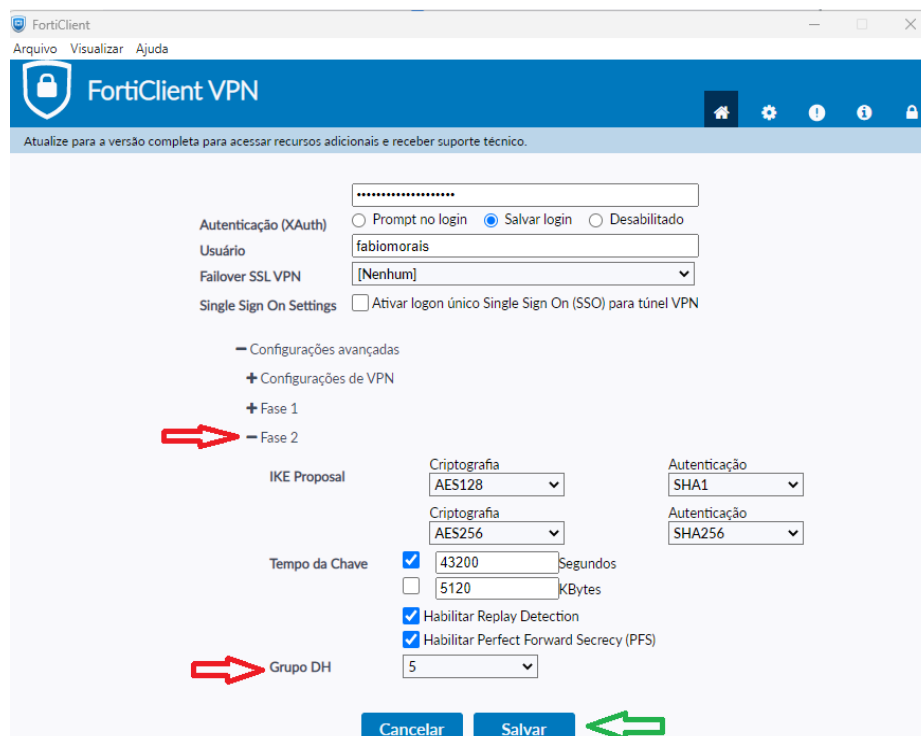 FortiClient
Arquivo Visualizar Ajuda
FortiClient VPN
Atualize para a versão completa para acessar recursos adicionais e receber suporte técnico.
••••••••••••••••••••
Autenticação (XAuth) Prompt no login Salvar login Desabilitado
Usuário fabiomorais
Failover SSL VPN [Nenhum]
Single Sign On Settings Ativar logon único Single Sign On (SSO) para túnel VPN
− Configurações avançadas
+ Configurações de VPN
+ Fase 1
− Fase 2
IKE Proposal
Criptografia Autenticação
AES128 SHA1
Criptografia Autenticação
AES256 SHA256
Tempo da Chave 43200 Segundos
5120 KBytes
Habilitar Replay Detection
Habilitar Perfect Forward Secrecy (PFS)
Grupo DH 5
Cancelar Salvar